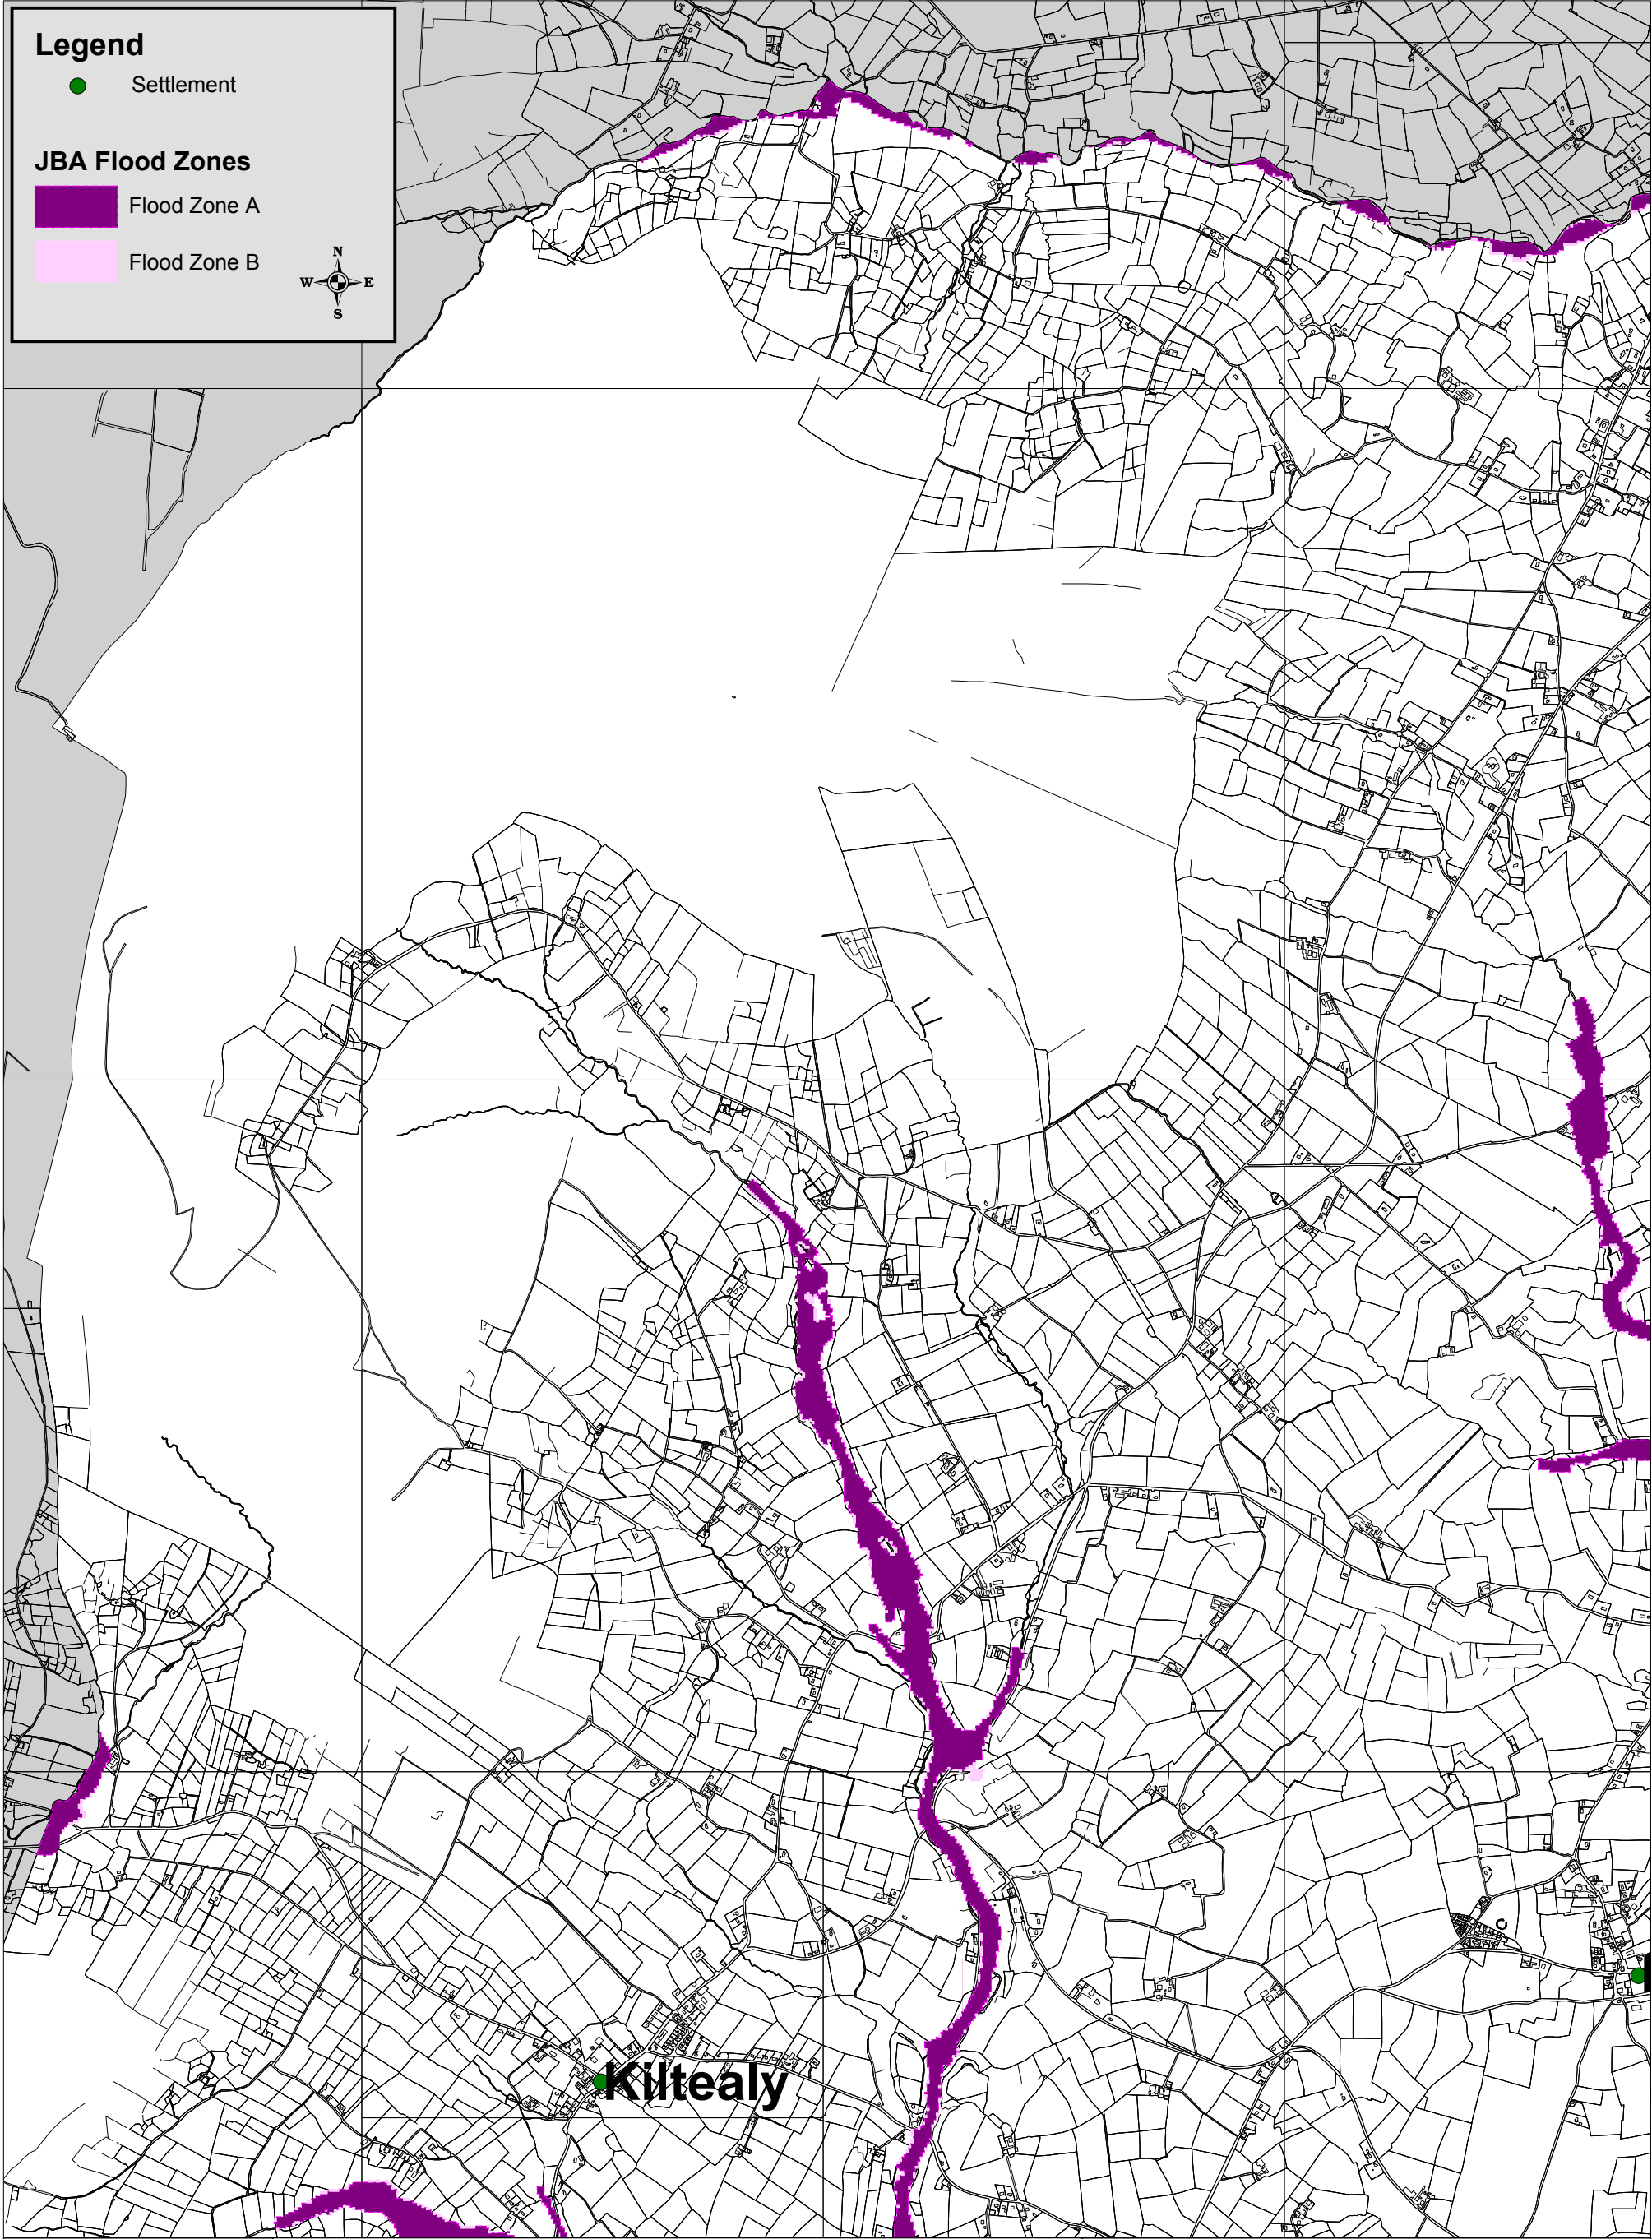 Legend
Settlement
JBA Flood Zones
Flood Zone A
Flood Zone B
N
W E
S
Kiltealy